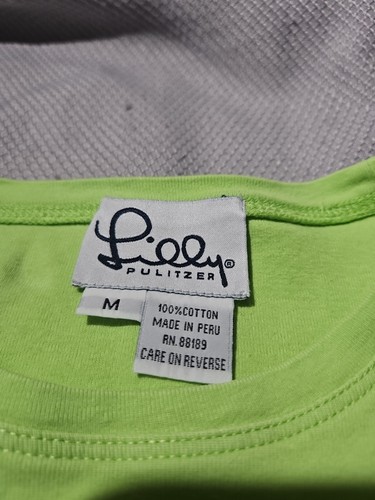 Lilly®
PULITZER
M
100%COTTON
MADE IN PERU
RN.88189
CARE ON REVERSE